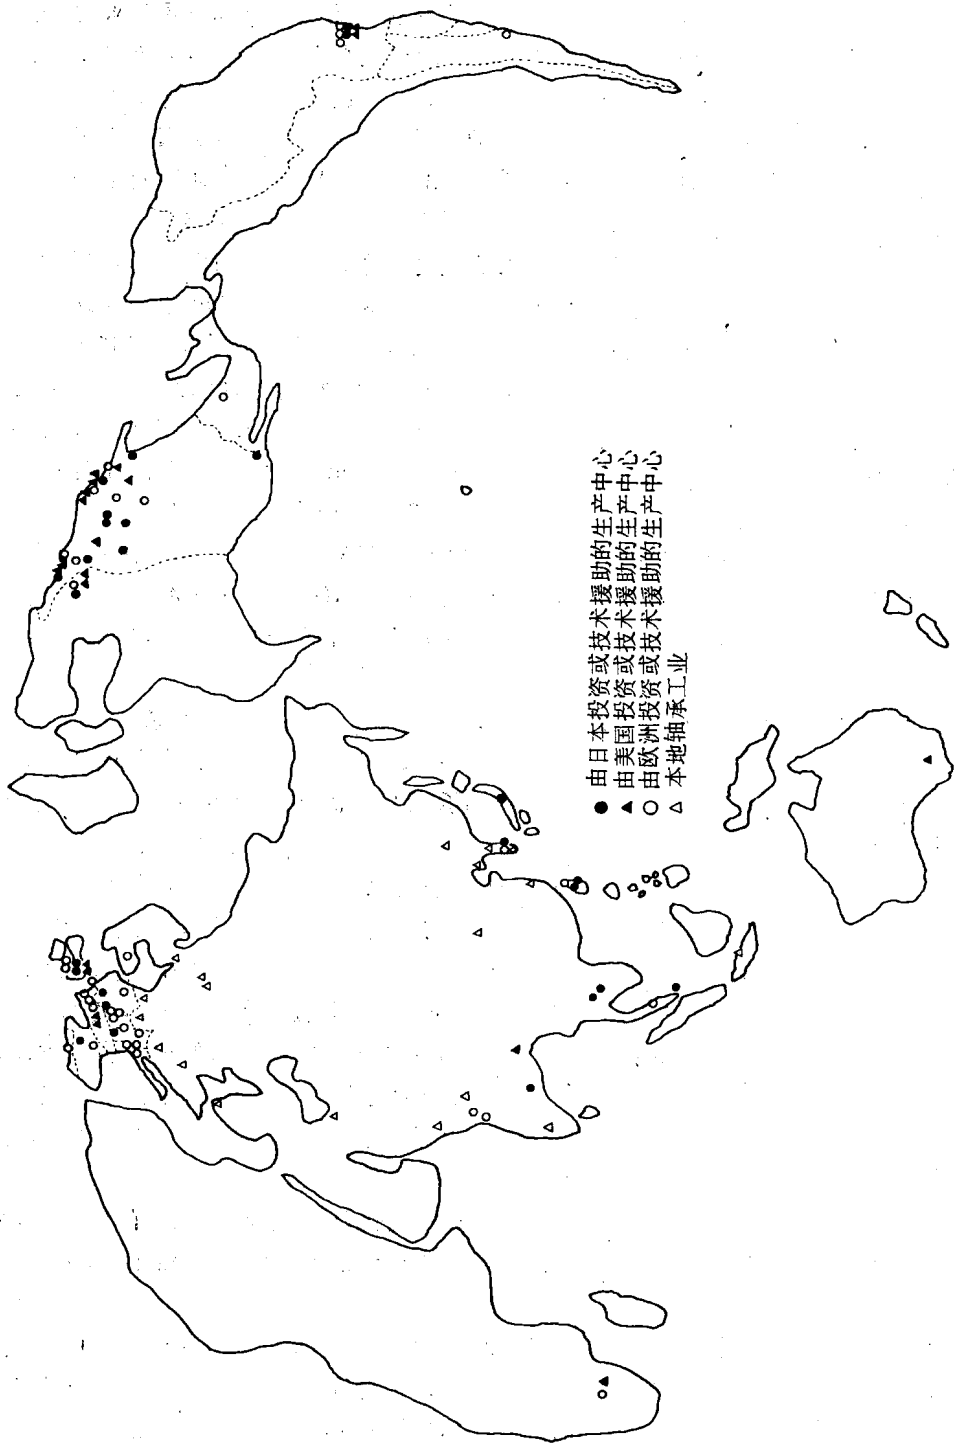 由日本投资或技术援助的生产中心
由美国投资或技术援助的生产中心
由欧洲投资或技术援助的生产中心
本地轴承工业